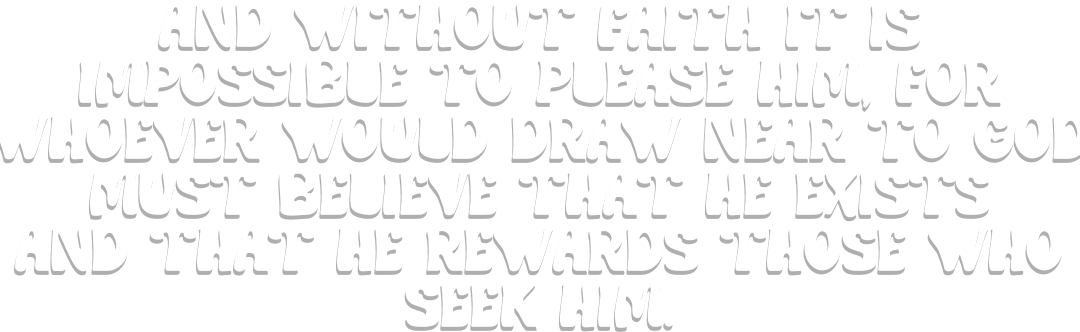 AND WITHOUT FAITH IT IS
IMPOSSIBLE TO PLEASE HIM, FOR
WHOEVER WOULD DRAW NEAR TO GOD
MUST BELIEVE THAT HE EXISTS
AND THAT HE REWARDS THOSE WHO
SEEK HIM.